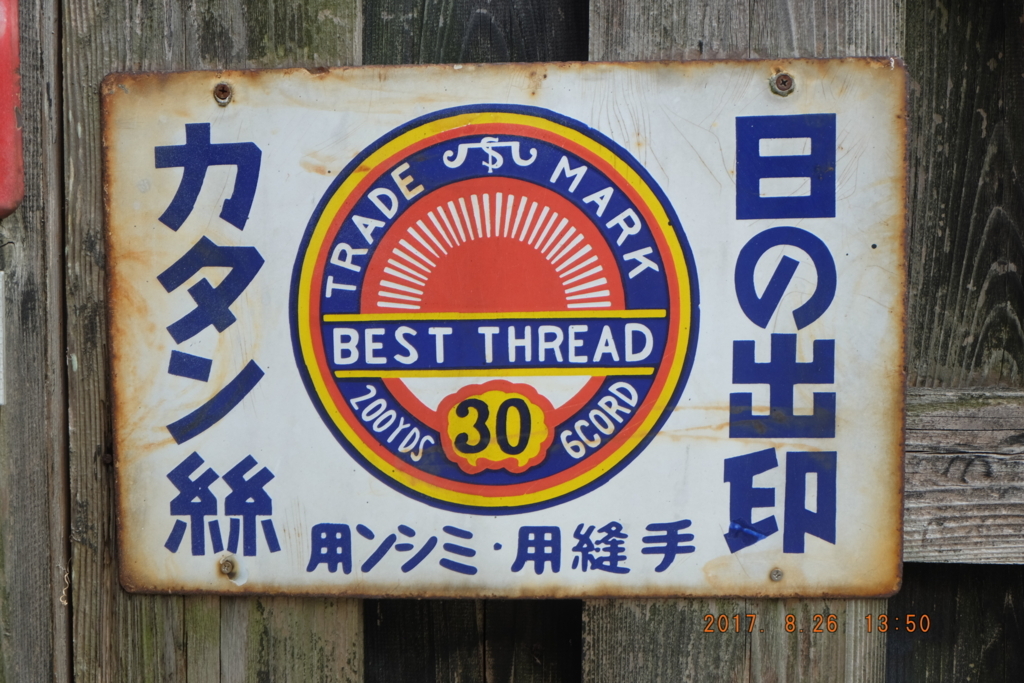 日の出印
カタン絲
TRADE MARK
BEST THREAD
200YDS 30 6CORD
手縫用・ミシン用
2017. 8.26 13:50